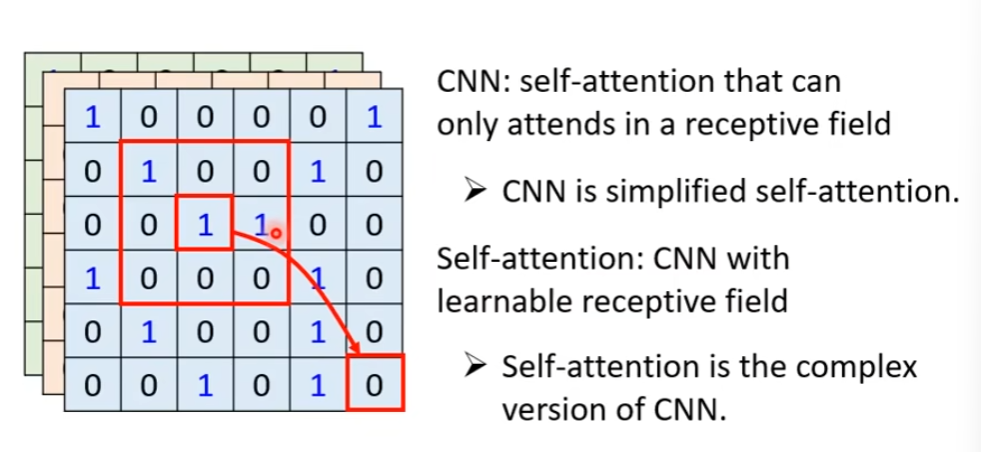 1 0 0 0 0 1
0 1 0 0 1 0
0 0 1 1 0 0
1 0 0 0 1 0
0 1 0 0 1 0
0 0 1 0 1 0
CNN: self-attention that can
only attends in a receptive field
➤ CNN is simplified self-attention.
Self-attention: CNN with
learnable receptive field
➤ Self-attention is the complex
version of CNN.